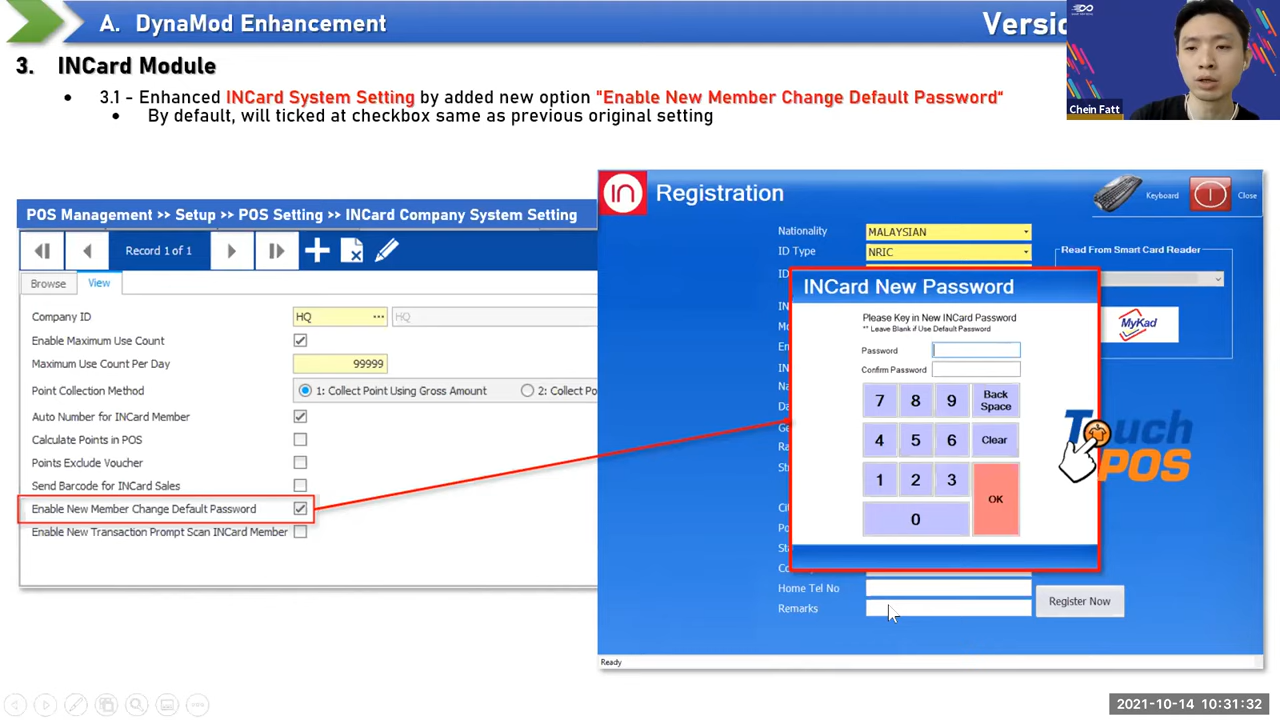 A. DynaMod Enhancement
Versio
Chein Fatt
3. INCard Module
• 3.1 - Enhanced INCard System Setting by added new option "Enable New Member Change Default Password"
• By default, will ticked at checkbox same as previous original setting
POS Management >> Setup >> POS Setting >> INCard Company System Setting
Record 1 of 1
Browse
View
Company ID
HQ
HQ
Enable Maximum Use Count
Maximum Use Count Per Day
99999
Point Collection Method
1: Collect Point Using Gross Amount
2: Collect Po
Auto Number for INCard Member
Calculate Points in POS
Points Exclude Voucher
Send Barcode for INCard Sales
Enable New Member Change Default Password
Enable New Transaction Prompt Scan INCard Member
in
Registration
Keyboard
Close
Nationality
MALAYSIAN
ID Type
NRIC
Read From Smart Card Reader
MyKad
INCard New Password
Please Key in New INCard Password
** Leave Blank if Use Default Password
Password
Confirm Password
7 8 9 Back Space
4 5 6 Clear
1 2 3 OK
0
Touch POS
Home Tel No
Remarks
Register Now
Ready
2021-10-14 10:31:32